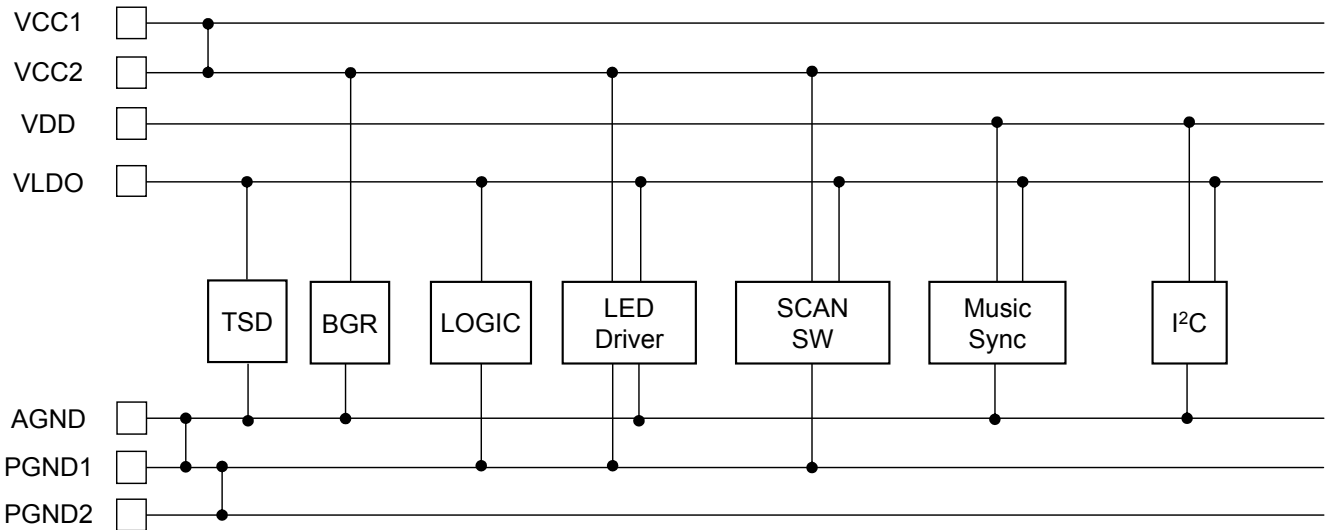 VCC1
VCC2
VDD
VLDO
TSD
BGR
LOGIC
LED
Driver
SCAN
SW
Music
Sync
I²C
AGND
PGND1
PGND2